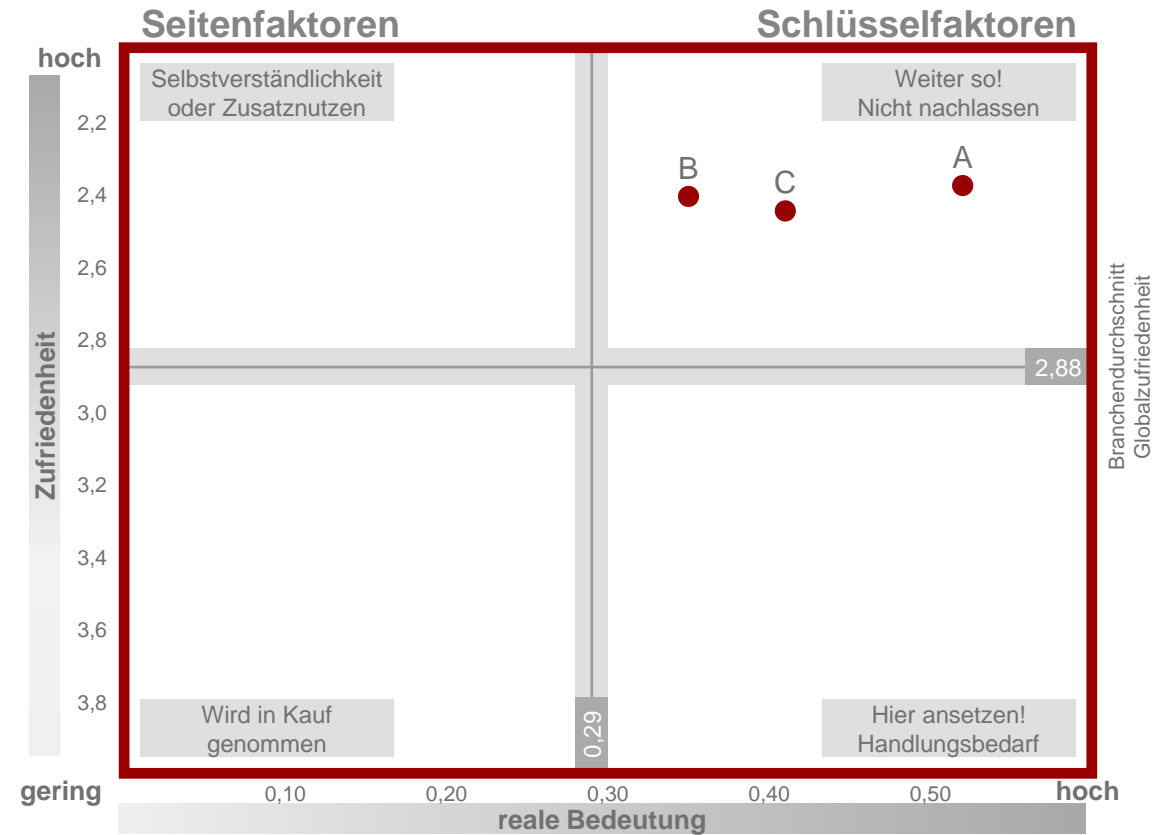 Seitenfaktoren
Schlüsselfaktoren
hoch
Selbstverständlichkeit
oder Zusatznutzen
Weiter so!
Nicht nachlassen
2,2
2,4
2,6
2,8
3,0
3,2
3,4
3,6
3,8
Zufriedenheit
B
C
A
2,88
Branchendurchschnitt
Globalzufriedenheit
Wird in Kauf
genommen
0,29
Hier ansetzen!
Handlungsbedarf
gering
0,10
0,20
0,30
0,40
0,50
hoch
reale Bedeutung